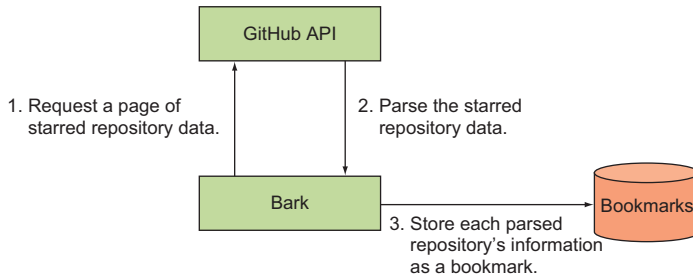 GitHub API
1. Request a page of
starred repository data.
2. Parse the starred
repository data.
Bark
Bookmarks
3. Store each parsed
repository's information
as a bookmark.